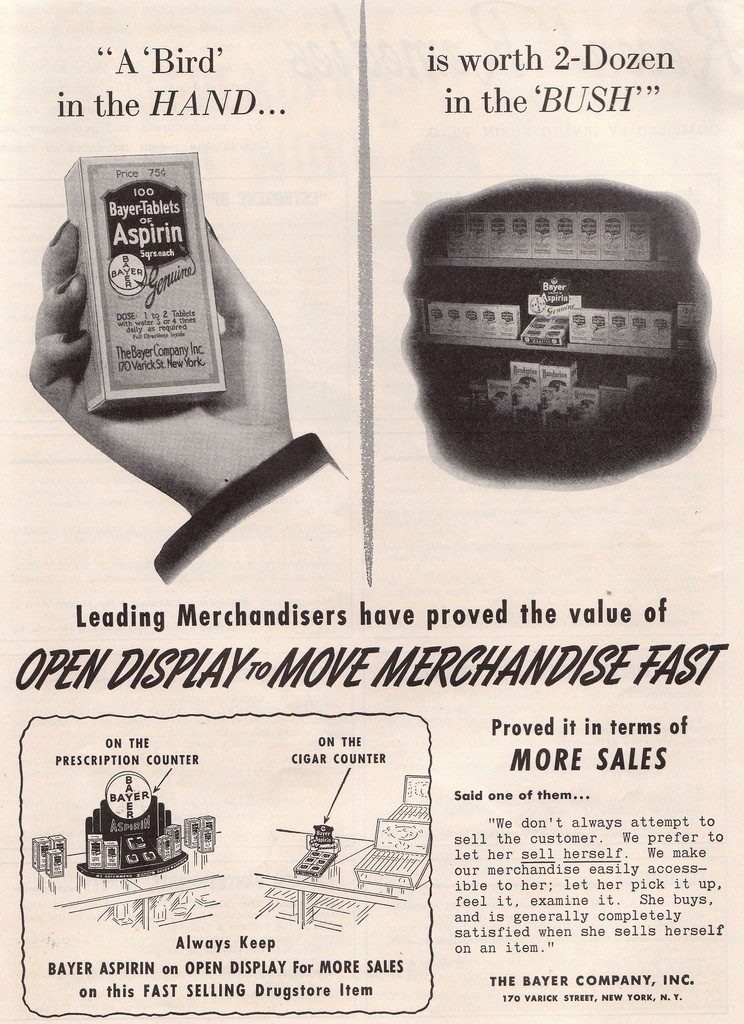 "A 'Bird'
in the HAND...
is worth 2-Dozen
in the 'BUSH'"
Price 75¢
100
Bayer-Tablets
OF
Aspirin
5grs.each
BAYER
BAYER
Genuine
DOSE: 1 to 2 Tablets
with water 3 or 4 times
daily as required
Full Directions Inside
The Bayer Company Inc.
170 Varick St. New York.
Bayer
Aspirin
Genuine
Leading Merchandisers have proved the value of
OPEN DISPLAY TO MOVE MERCHANDISE FAST
ON THE
PRESCRIPTION COUNTER
BAYER
BAYER
ASPIRIN
ON THE
CIGAR COUNTER
Always Keep
BAYER ASPIRIN on OPEN DISPLAY For MORE SALES
on this FAST SELLING Drugstore Item
Proved it in terms of
MORE SALES
Said one of them...
"We don't always attempt to
sell the customer. We prefer to
let her sell herself. We make
our merchandise easily access-
ible to her; let her pick it up,
feel it, examine it. She buys,
and is generally completely
satisfied when she sells herself
on an item."
THE BAYER COMPANY, INC.
170 VARICK STREET, NEW YORK, N. Y.